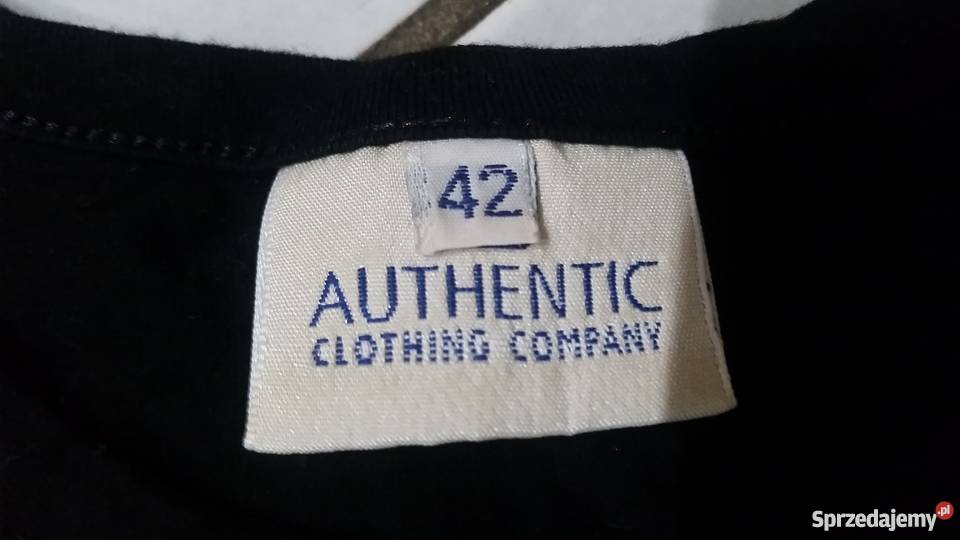 42
AUTHENTIC
CLOTHING COMPANY
Sprzedajemy.pl